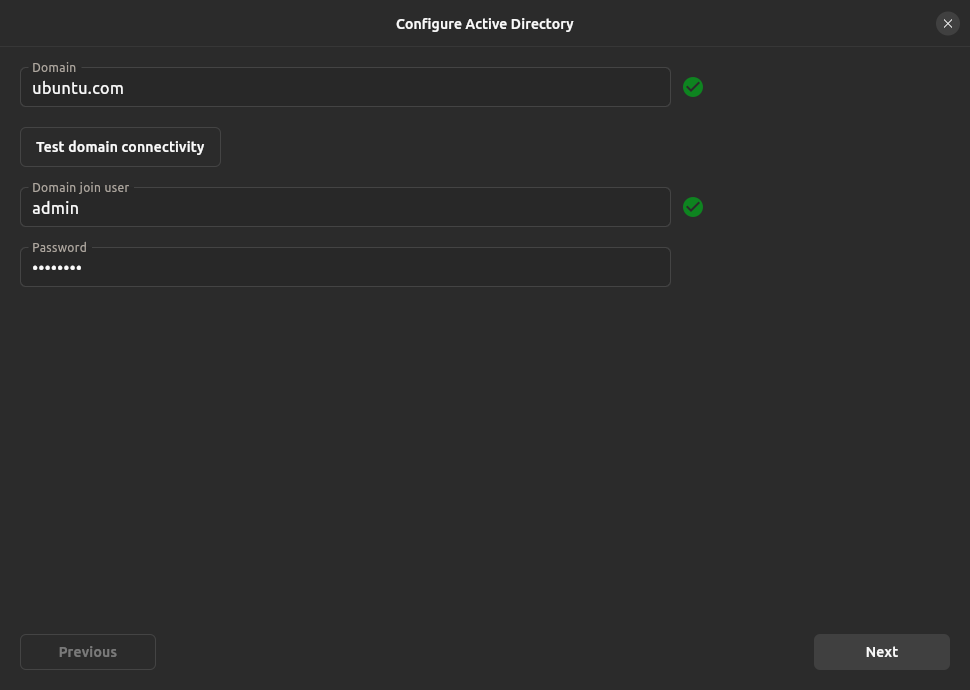 Configure Active Directory
Domain
ubuntu.com
Test domain connectivity
Domain join user
admin
Password
••••••••
Previous
Next